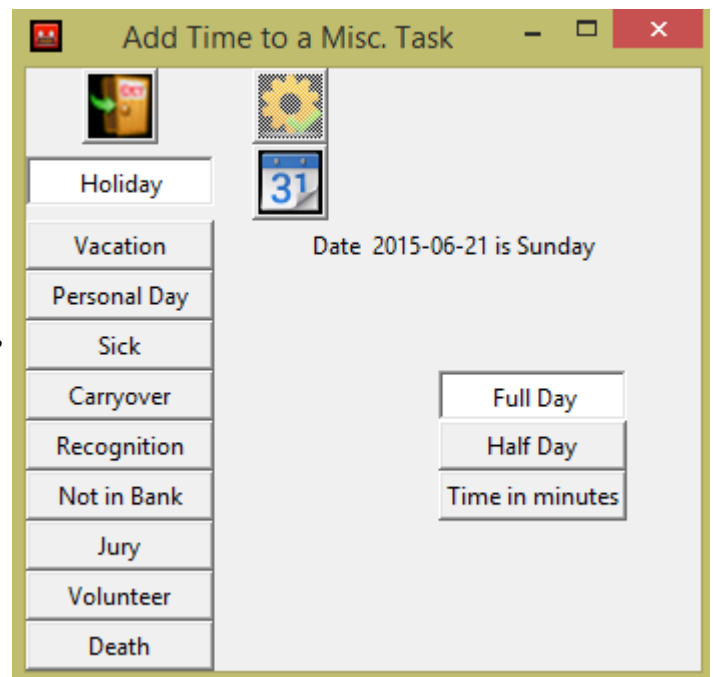 Add Time to a Misc. Task
EXIT
Holiday
31
Vacation
Date 2015-06-21 is Sunday
Personal Day
Sick
Carryover
Full Day
Recognition
Half Day
Not in Bank
Time in minutes
Jury
Volunteer
Death